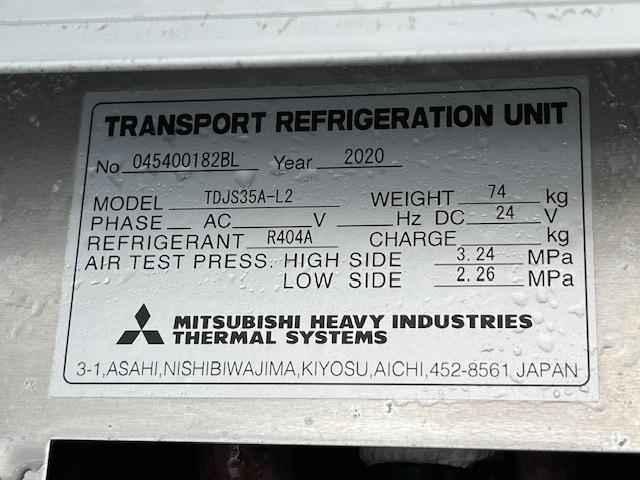 TRANSPORT REFRIGERATION UNIT
No 045400182BL Year 2020
MODEL TDJS35A-L2 WEIGHT 74 kg
PHASE AC V Hz DC 24 V
REFRIGERANT R404A CHARGE kg
AIR TEST PRESS. HIGH SIDE 3.24 MPa
LOW SIDE 2.26 MPa
MITSUBISHI HEAVY INDUSTRIES
THERMAL SYSTEMS
3-1,ASAHI,NISHIBIWAJIMA,KIYOSU,AICHI,452-8561 JAPAN